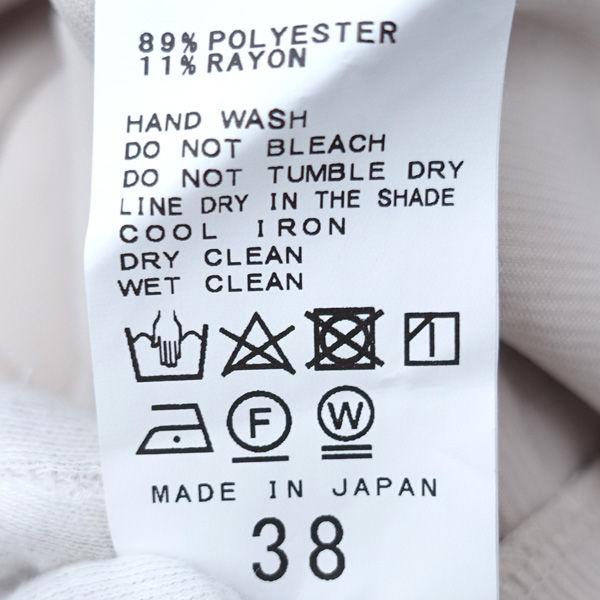 89% POLYESTER
11% RAYON
HAND WASH
DO NOT BLEACH
DO NOT TUMBLE DRY
LINE DRY IN THE SHADE
COOL IRON
DRY CLEAN
WET CLEAN
F W
MADE IN JAPAN
38